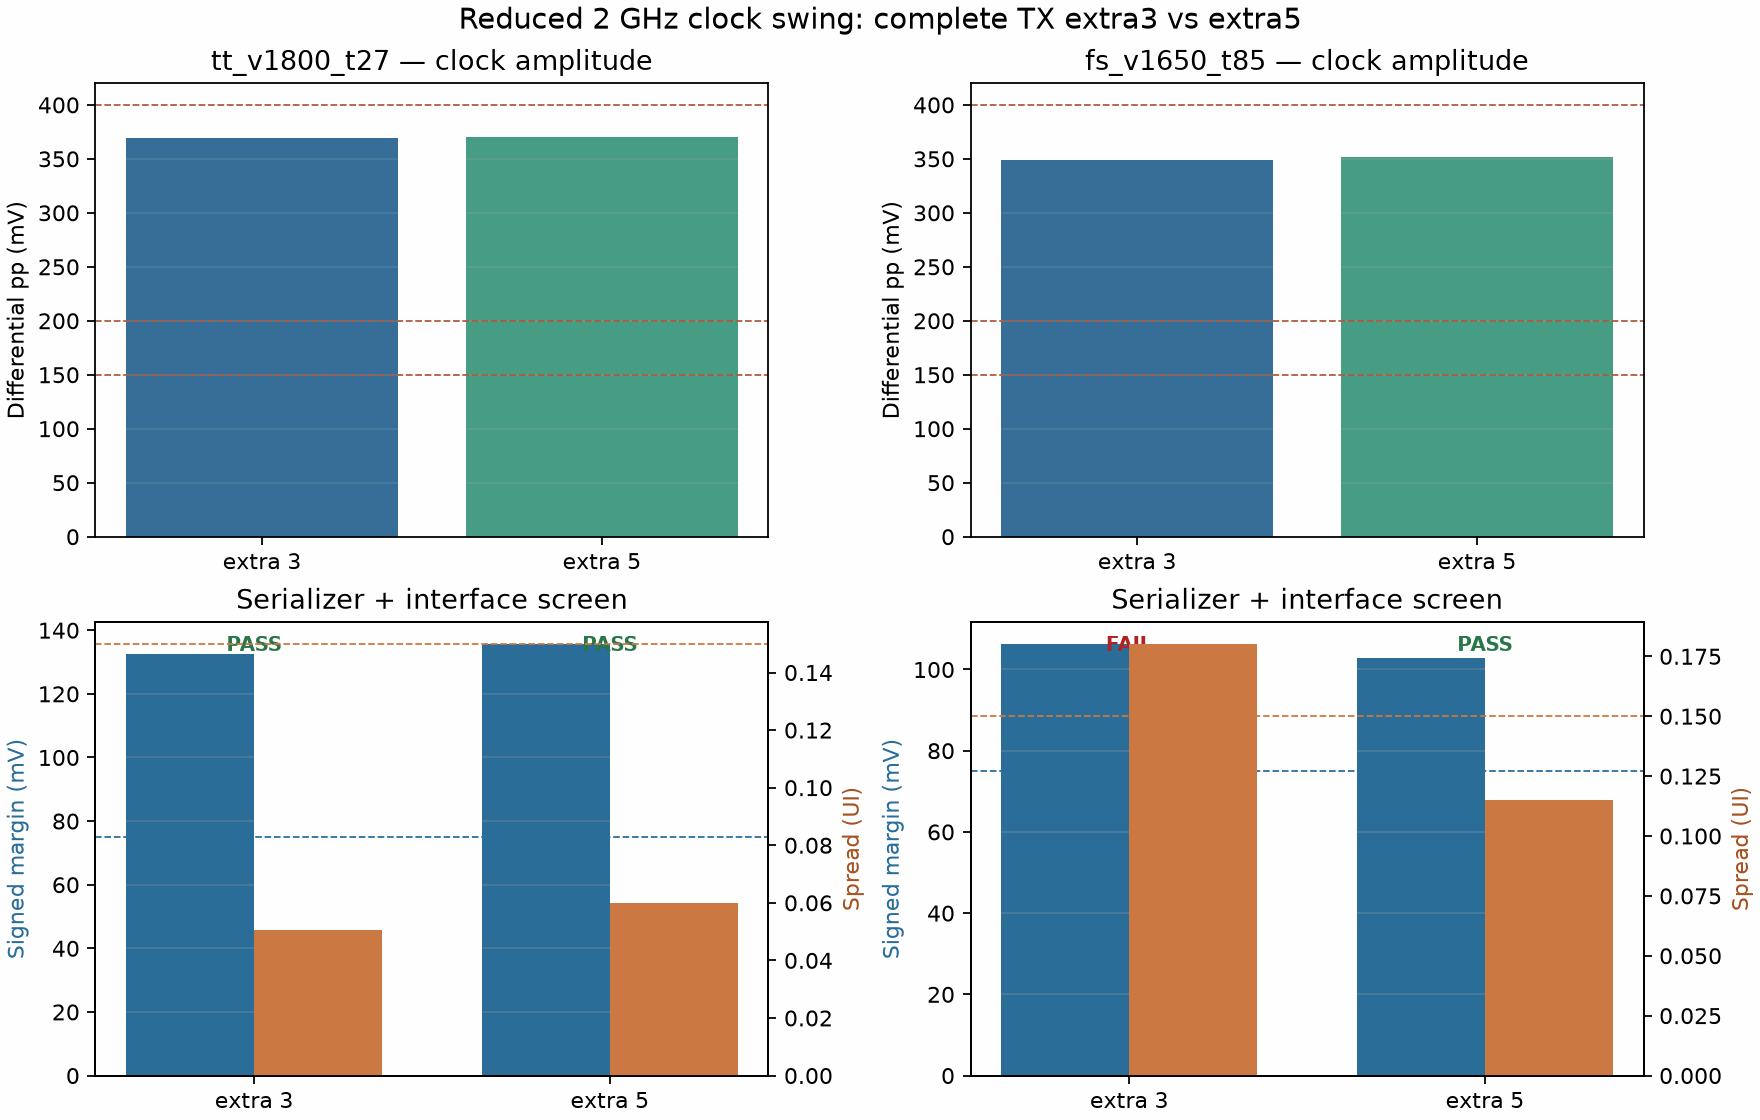 Reduced 2 GHz clock swing: complete TX extra3 vs extra5
tt_v1800_t27 — clock amplitude
Differential pp (mV)
400
350
300
250
200
150
100
50
0
extra 3
extra 5
fs_v1650_t85 — clock amplitude
Differential pp (mV)
400
350
300
250
200
150
100
50
0
extra 3
extra 5
Serializer + interface screen
Signed margin (mV)
140
120
100
80
60
40
20
0
PASS
PASS
0.14
0.12
0.10
0.08
0.06
0.04
0.02
0.00
Spread (UI)
extra 3
extra 5
Serializer + interface screen
Signed margin (mV)
100
80
60
40
20
0
FAIL
PASS
0.175
0.150
0.125
0.100
0.075
0.050
0.025
0.000
Spread (UI)
extra 3
extra 5